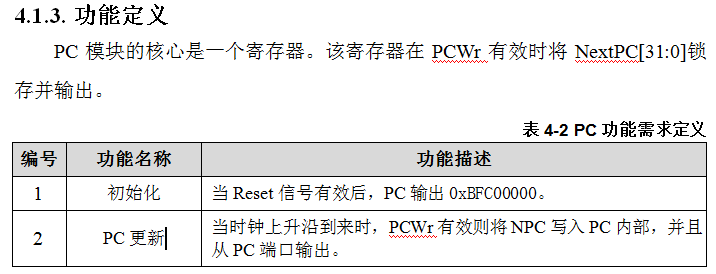 4.1.3. 功能定义
PC 模块的核心是一个寄存器。该寄存器在 PCWr 有效时将 NextPC[31:0]锁
存并输出。
表 4-2 PC 功能需求定义
编号 功能名称 功能描述
1 初始化 当 Reset 信号有效后，PC 输出 0xBFC00000。
2 PC 更新 当时钟上升沿到来时，PCWr 有效则将 NPC 写入 PC 内部，并且
从 PC 端口输出。